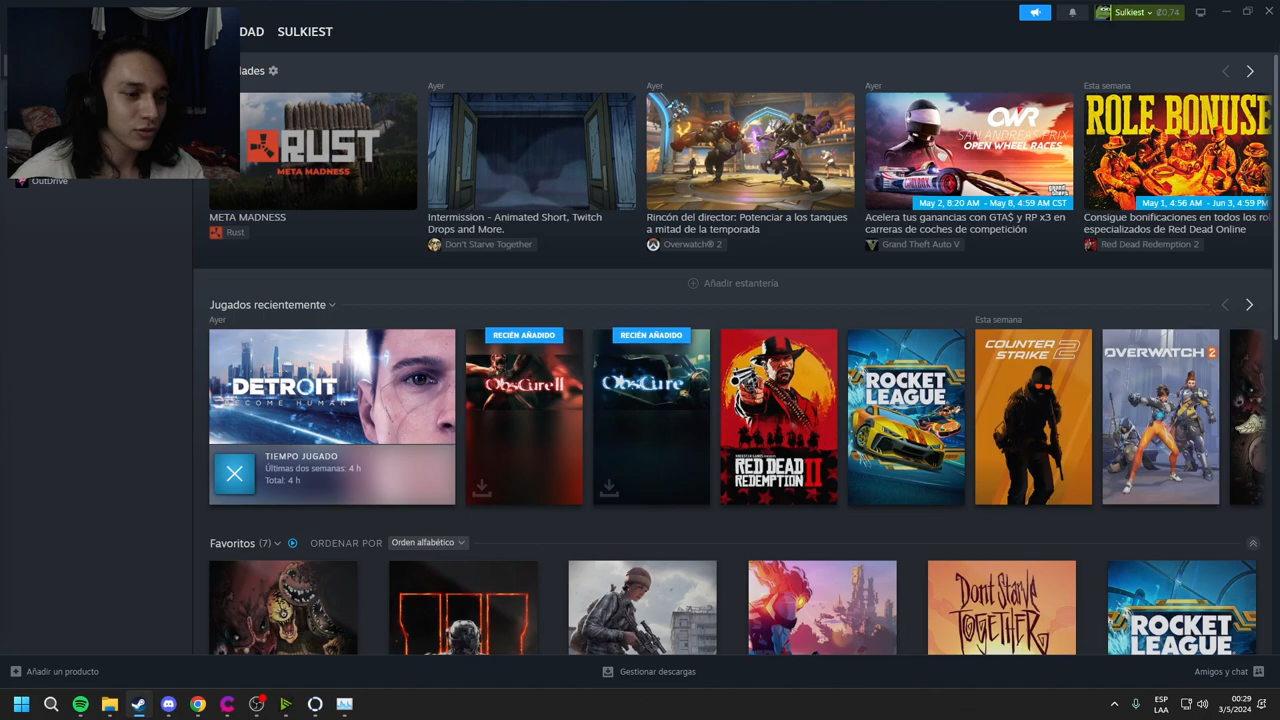 DAD SULKIEST
Sulkiest ₡0,74
dades
Ayer
Ayer
Ayer
Esta semana
RUST
META MADNESS
OWR
SAN ANDREAS PRIX
OPEN WHEEL RACES
May 2, 8:20 AM - May 8, 4:59 AM CST
ROLE BONUSE
May 1, 4:56 AM - Jun 3, 4:59 PM
OutDrive
META MADNESS
Rust
Intermission - Animated Short, Twitch
Drops and More.
Don't Starve Together
Rincón del director: Potenciar a los tanques
a mitad de la temporada
Overwatch® 2
Acelera tus ganancias con GTA$ y RP x3 en
carreras de coches de competición
Grand Theft Auto V
Consigue bonificaciones en todos los rol
especializados de Red Dead Online
Red Dead Redemption 2
Añadir estantería
Jugados recientemente
Ayer
Esta semana
DETROIT
BECOME HUMAN
TIEMPO JUGADO
Últimas dos semanas: 4 h
Total: 4 h
RECIÉN AÑADIDO
ObsCure II
RECIÉN AÑADIDO
ObsCure
RED DEAD
REDEMPTION II
ROCKET
LEAGUE
COUNTER
STRIKE 2
OVERWATCH 2
Favoritos (7) ORDENAR POR Orden alfabético
Don't Starve
TOGETHER
ROCKET
LEAGUE
Añadir un producto
Gestionar descargas
Amigos y chat
ESP
LAA
00:29
3/5/2024